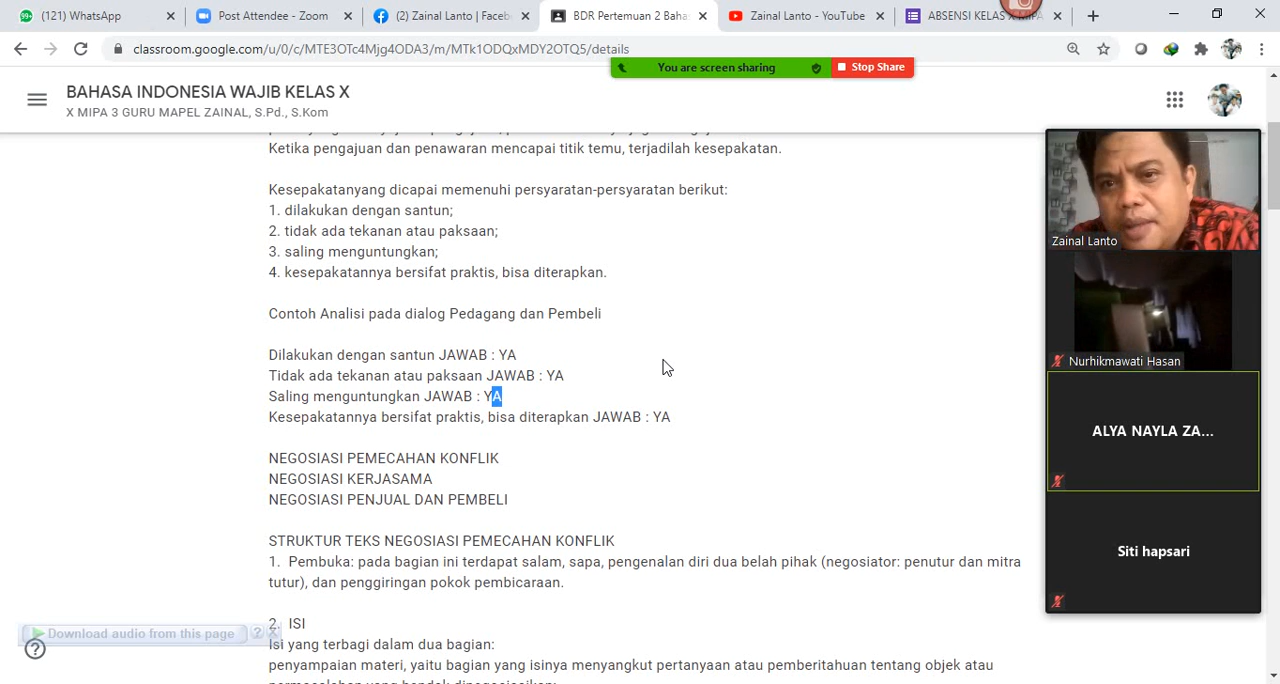 (121) WhatsApp
Post Attendee - Zoom
(2) Zainal Lanto | Faceb
BDR Pertemuan 2 Bahas
Zainal Lanto - YouTube
ABSENSI KELAS X MIPA
99+
classroom.google.com/u/0/c/MTE3OTc4Mjg4ODA3/m/MTk1ODQxMDY2OTQ5/details
You are screen sharing
Stop Share
BAHASA INDONESIA WAJIB KELAS X
X MIPA 3 GURU MAPEL ZAINAL, S.Pd., S.Kom
Ketika pengajuan dan penawaran mencapai titik temu, terjadilah kesepakatan.
Kesepakatanyang dicapai memenuhi persyaratan-persyaratan berikut:
1. dilakukan dengan santun;
2. tidak ada tekanan atau paksaan;
3. saling menguntungkan;
4. kesepakatannya bersifat praktis, bisa diterapkan.
Contoh Analisi pada dialog Pedagang dan Pembeli
Dilakukan dengan santun JAWAB : YA
Tidak ada tekanan atau paksaan JAWAB : YA
Saling menguntungkan JAWAB : YA
Kesepakatannya bersifat praktis, bisa diterapkan JAWAB : YA
NEGOSIASI PEMECAHAN KONFLIK
NEGOSIASI KERJASAMA
NEGOSIASI PENJUAL DAN PEMBELI
STRUKTUR TEKS NEGOSIASI PEMECAHAN KONFLIK
1. Pembuka: pada bagian ini terdapat salam, sapa, pengenalan diri dua belah pihak (negosiator: penutur dan mitra
tutur), dan penggiringan pokok pembicaraan.
2. ISI
Isi yang terbagi dalam dua bagian:
penyampaian materi, yaitu bagian yang isinya menyangkut pertanyaan atau pemberitahuan tentang objek atau
Download audio from this page
?
Zainal Lanto
Nurhikmawati Hasan
ALYA NAYLA ZA...
Siti hapsari